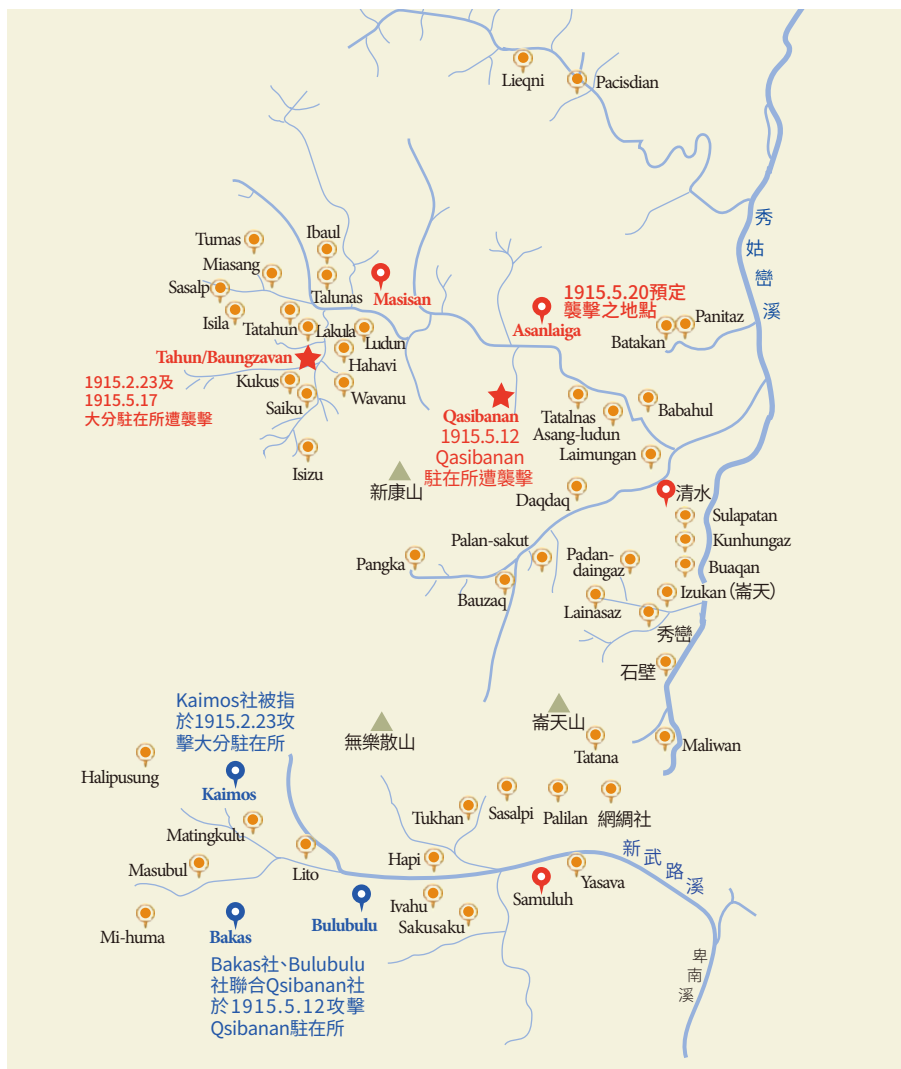 Lieqni
Pacisdian
秀姑巒溪
Tumas
Ibaul
Miasang
Sasalp
Talunas
Masisan
Isila
Tatahun
Lakula
Ludun
1915.5.20預定
襲擊之地點
Asanlaiga
Panitaz
Batakan
Tahun/Baungzavan
Hahavi
1915.2.23及
1915.5.17
大分駐在所遭襲擊
Kukus
Saiku
Wavanu
Isizu
Qasibanan
1915.5.12
Qasibanan
駐在所遭襲擊
Tatalnas
Asang-ludun
Babahul
Laimungan
新康山
Daqdaq
清水
Sulapatan
Kunhungaz
Buaqan
Izukan(崙天)
Palan-sakut
Pangka
Bauzaq
Padan-
daingaz
Lainasaz
秀巒
石壁
Kaimos社被指
於1915.2.23攻
擊大分駐在所
無樂散山
崙天山
Tatana
Maliwan
Halipusung
Kaimos
Tukhan
Sasalpi
Palilan
網綢社
Matingkulu
Masubul
Lito
Hapi
新武路溪
Yasava
Samuluh
Mi-huma
Bakas
Bulubulu
Ivahu
Sakusaku
卑南溪
Bakas社、Bulubulu
社聯合Qsibanan社
於1915.5.12攻擊
Qsibanan駐在所